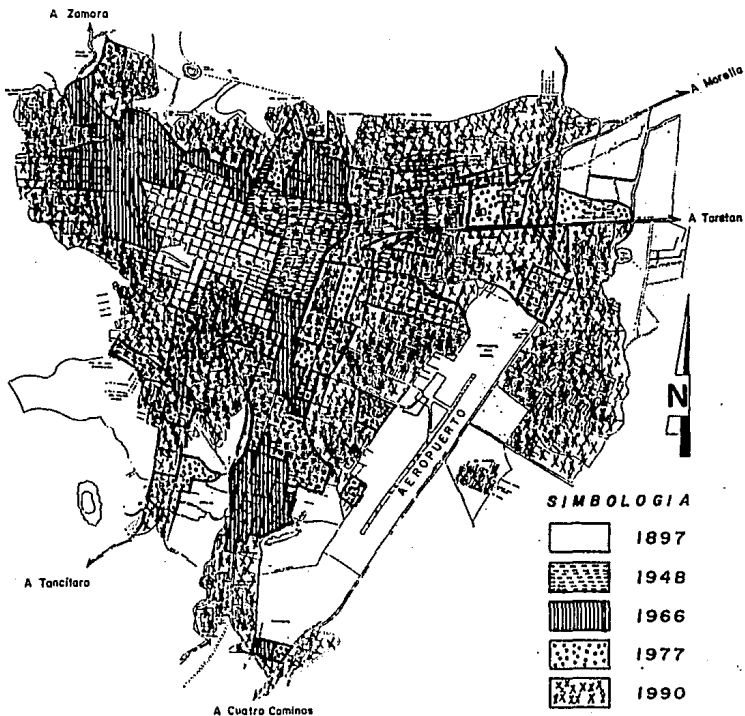 A Zamora
A Morelia
A Taretan
N
AEROPUERTO
SIMBOLOGIA
1897
1948
1966
1977
1990
A Tancítaro
A Cuatro Caminos